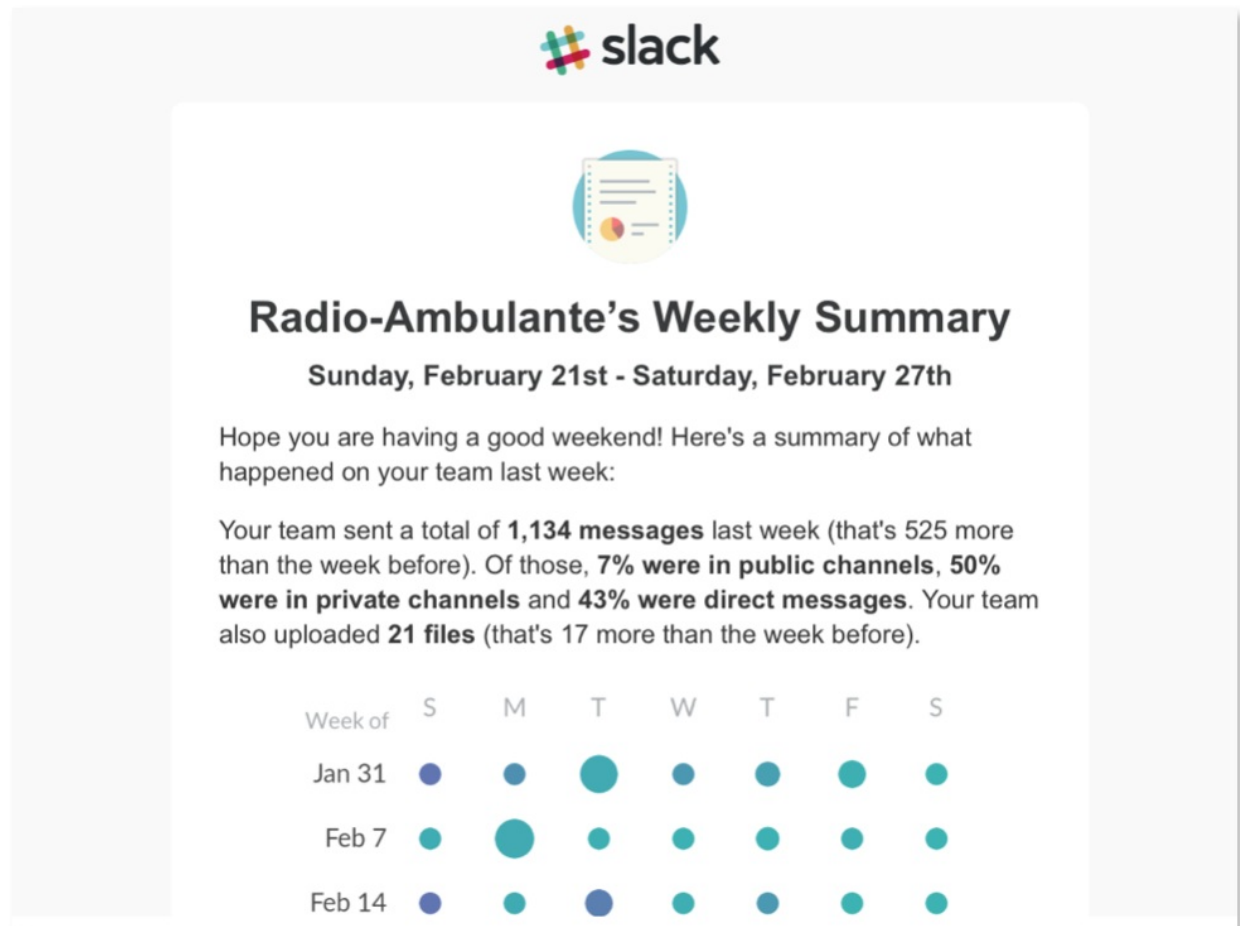 slack
Radio-Ambulante’s Weekly Summary
Sunday, February 21st - Saturday, February 27th
Hope you are having a good weekend! Here's a summary of what
happened on your team last week:
Your team sent a total of 1,134 messages last week (that's 525 more
than the week before). Of those, 7% were in public channels, 50%
were in private channels and 43% were direct messages. Your team
also uploaded 21 files (that's 17 more than the week before).
Week of S M T W T F S
Jan 31
Feb 7
Feb 14